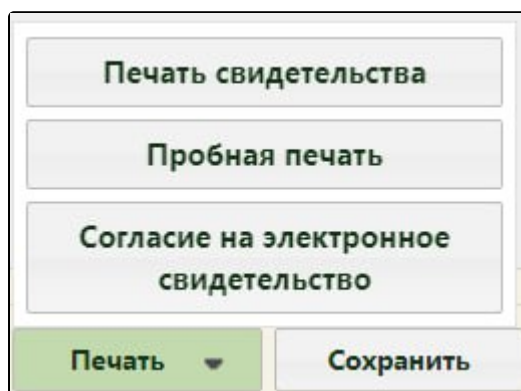 Печать свидетельства
Пробная печать
Согласие на электронное
свидетельство
Печать
Сохранить